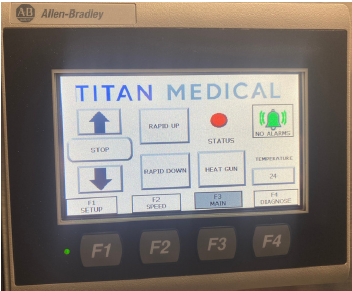 AB Allen-Bradley
TITAN MEDICAL
RAPID UP
STATUS
NO ALARMS
STOP
RAPID DOWN
HEAT GUN
TEMPERATURE
24
F1
SETUP
F2
SPEED
F3
MAIN
F4
DIAGNOSE
F1 F2 F3 F4